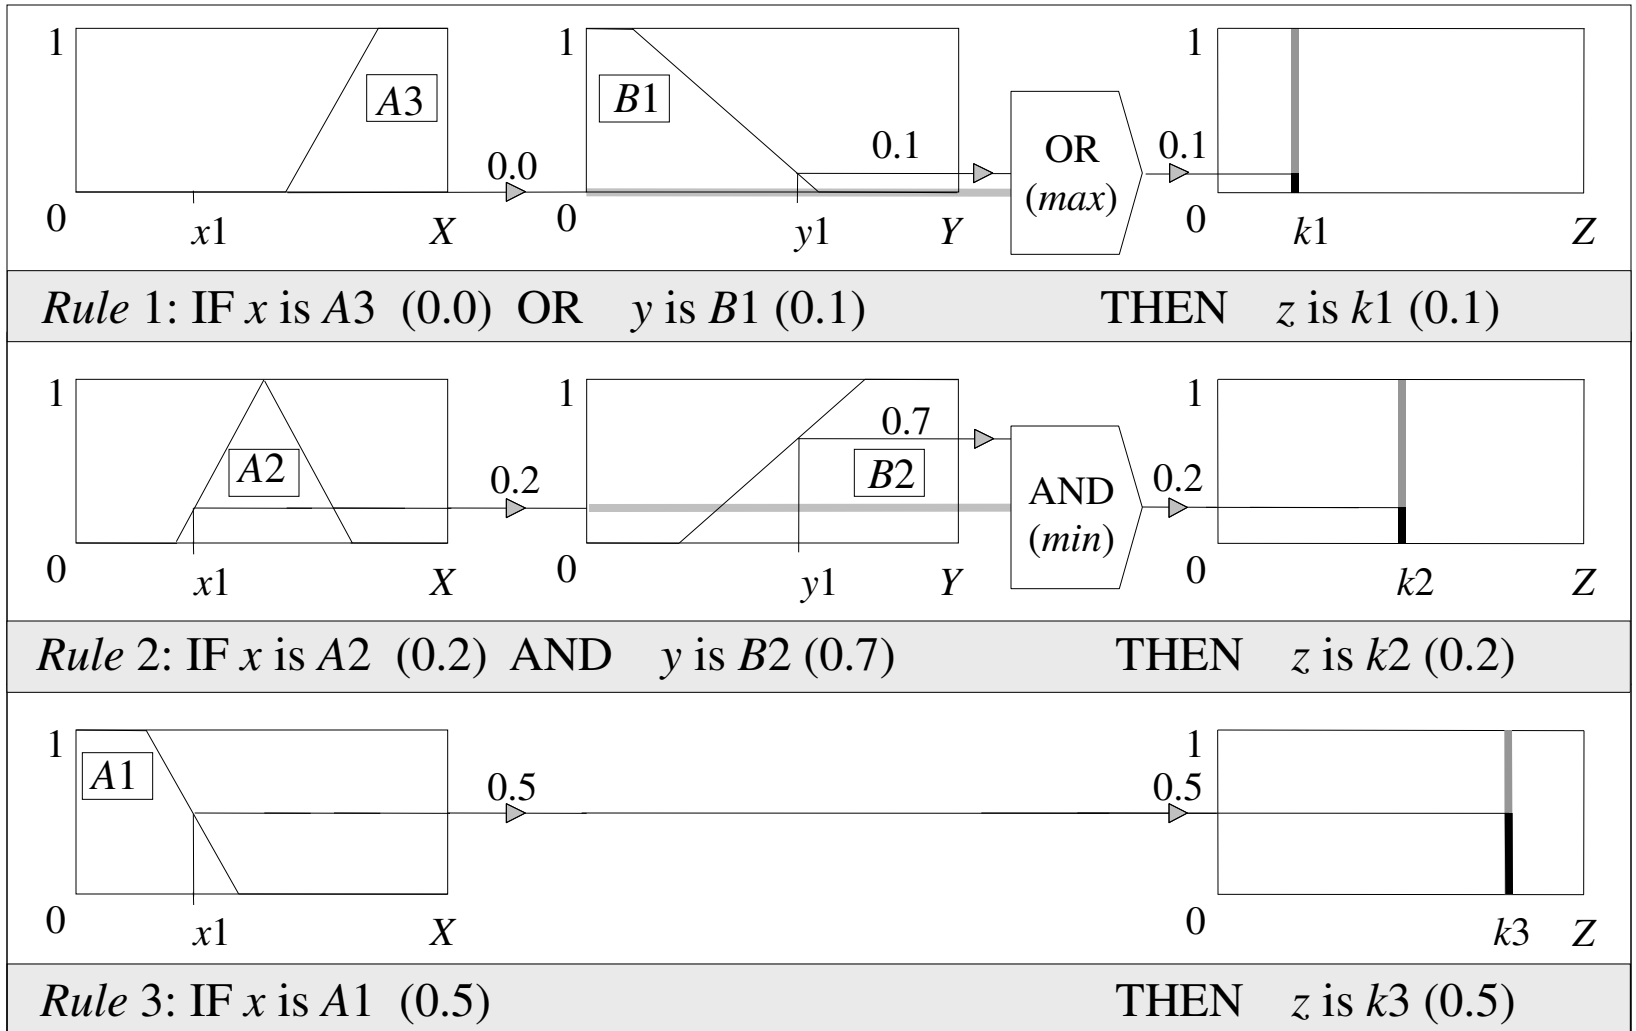 1 1 1
A3 B1
0.0 0.1 OR 0.1
(max)
0 x1 X 0 y1 Y 0 k1 Z
Rule 1: IF x is A3 (0.0) OR y is B1 (0.1) THEN z is k1 (0.1)
1 1 1
0.7
A2 0.2 B2 AND 0.2
(min)
0 x1 X 0 y1 Y 0 k2 Z
Rule 2: IF x is A2 (0.2) AND y is B2 (0.7) THEN z is k2 (0.2)
1 1
A1 0.5 0.5
0 x1 X 0 k3 Z
Rule 3: IF x is A1 (0.5) THEN z is k3 (0.5)